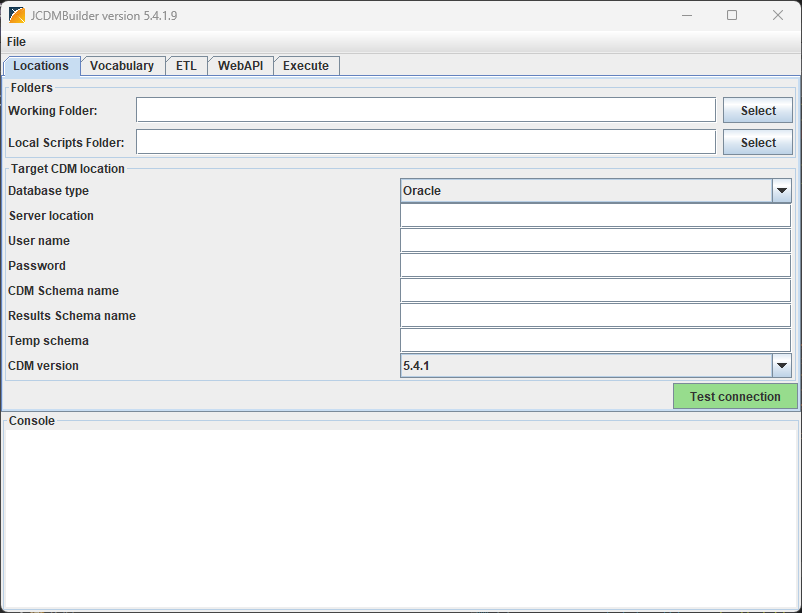 JCDMBuilder version 5.4.1.9
File
Locations Vocabulary ETL WebAPI Execute
Folders
Working Folder: Select
Local Scripts Folder: Select
Target CDM location
Database type Oracle
Server location
User name
Password
CDM Schema name
Results Schema name
Temp schema
CDM version 5.4.1
Test connection
Console